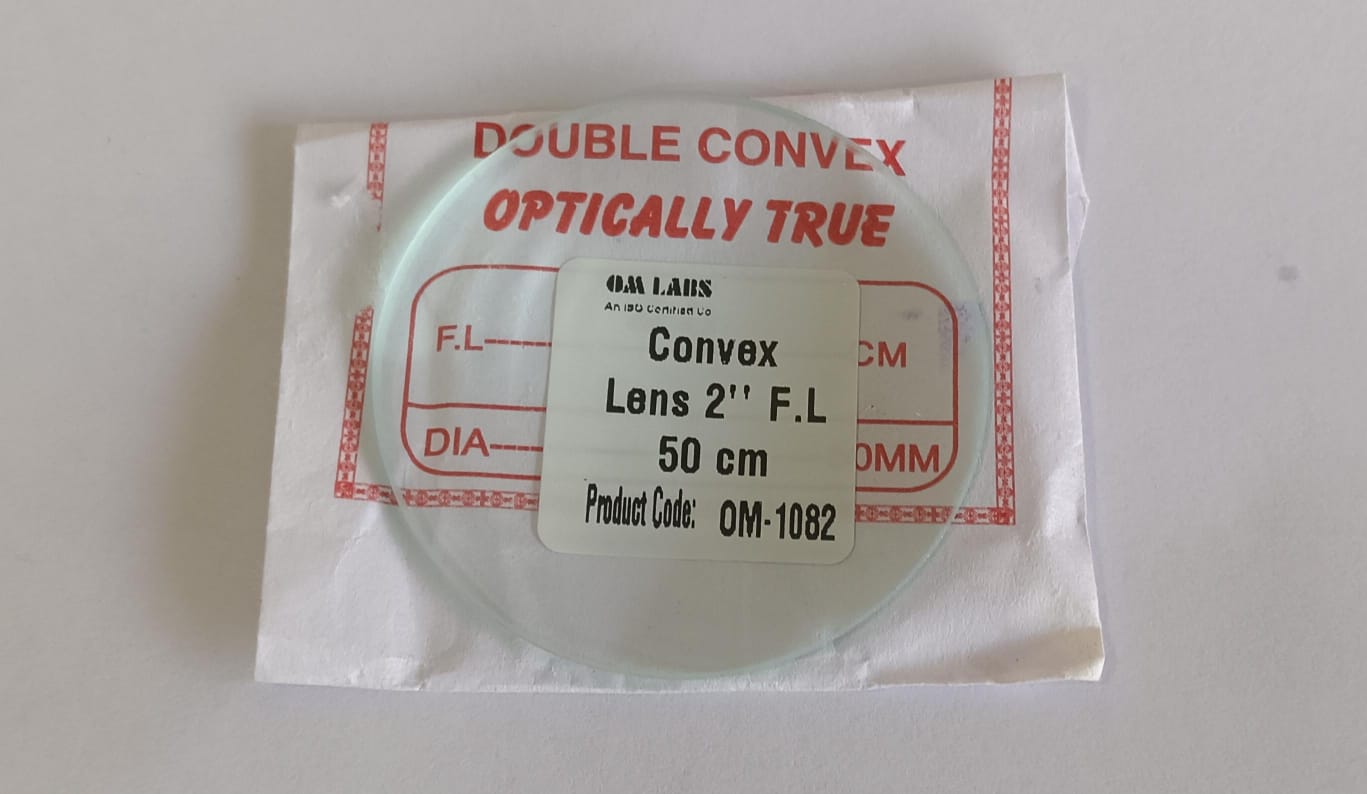 DOUBLE CONVEX
OPTICALLY TRUE
OM LABS
An ISO Certified Co
Convex
Lens 2'' F.L
50 cm
Product Code: OM-1082
F.L------ CM
DIA------ 0MM